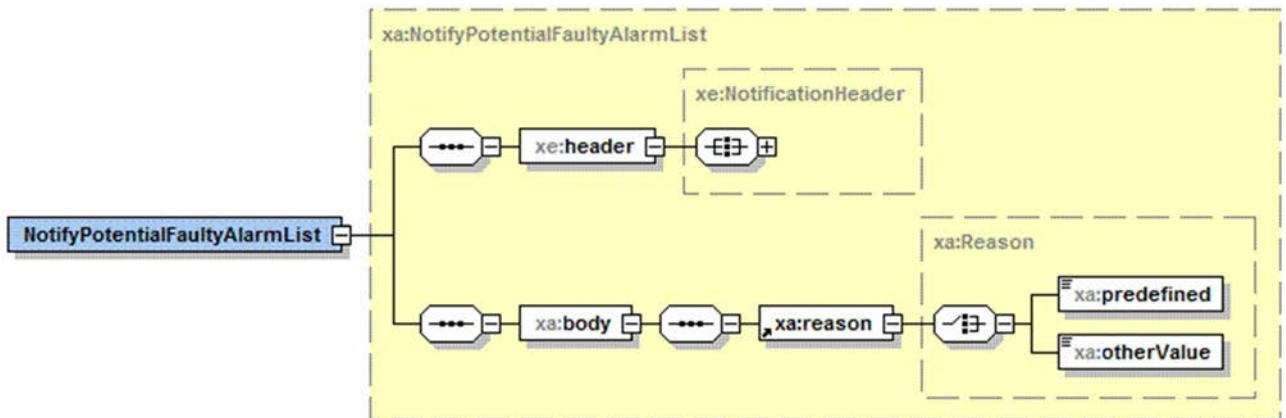 xa:NotifyPotentialFaultyAlarmList
xe:NotificationHeader
xe:header
NotifyPotentialFaultyAlarmList
xa:Reason
xa:predefined
xa:body
xa:reason
xa:otherValue